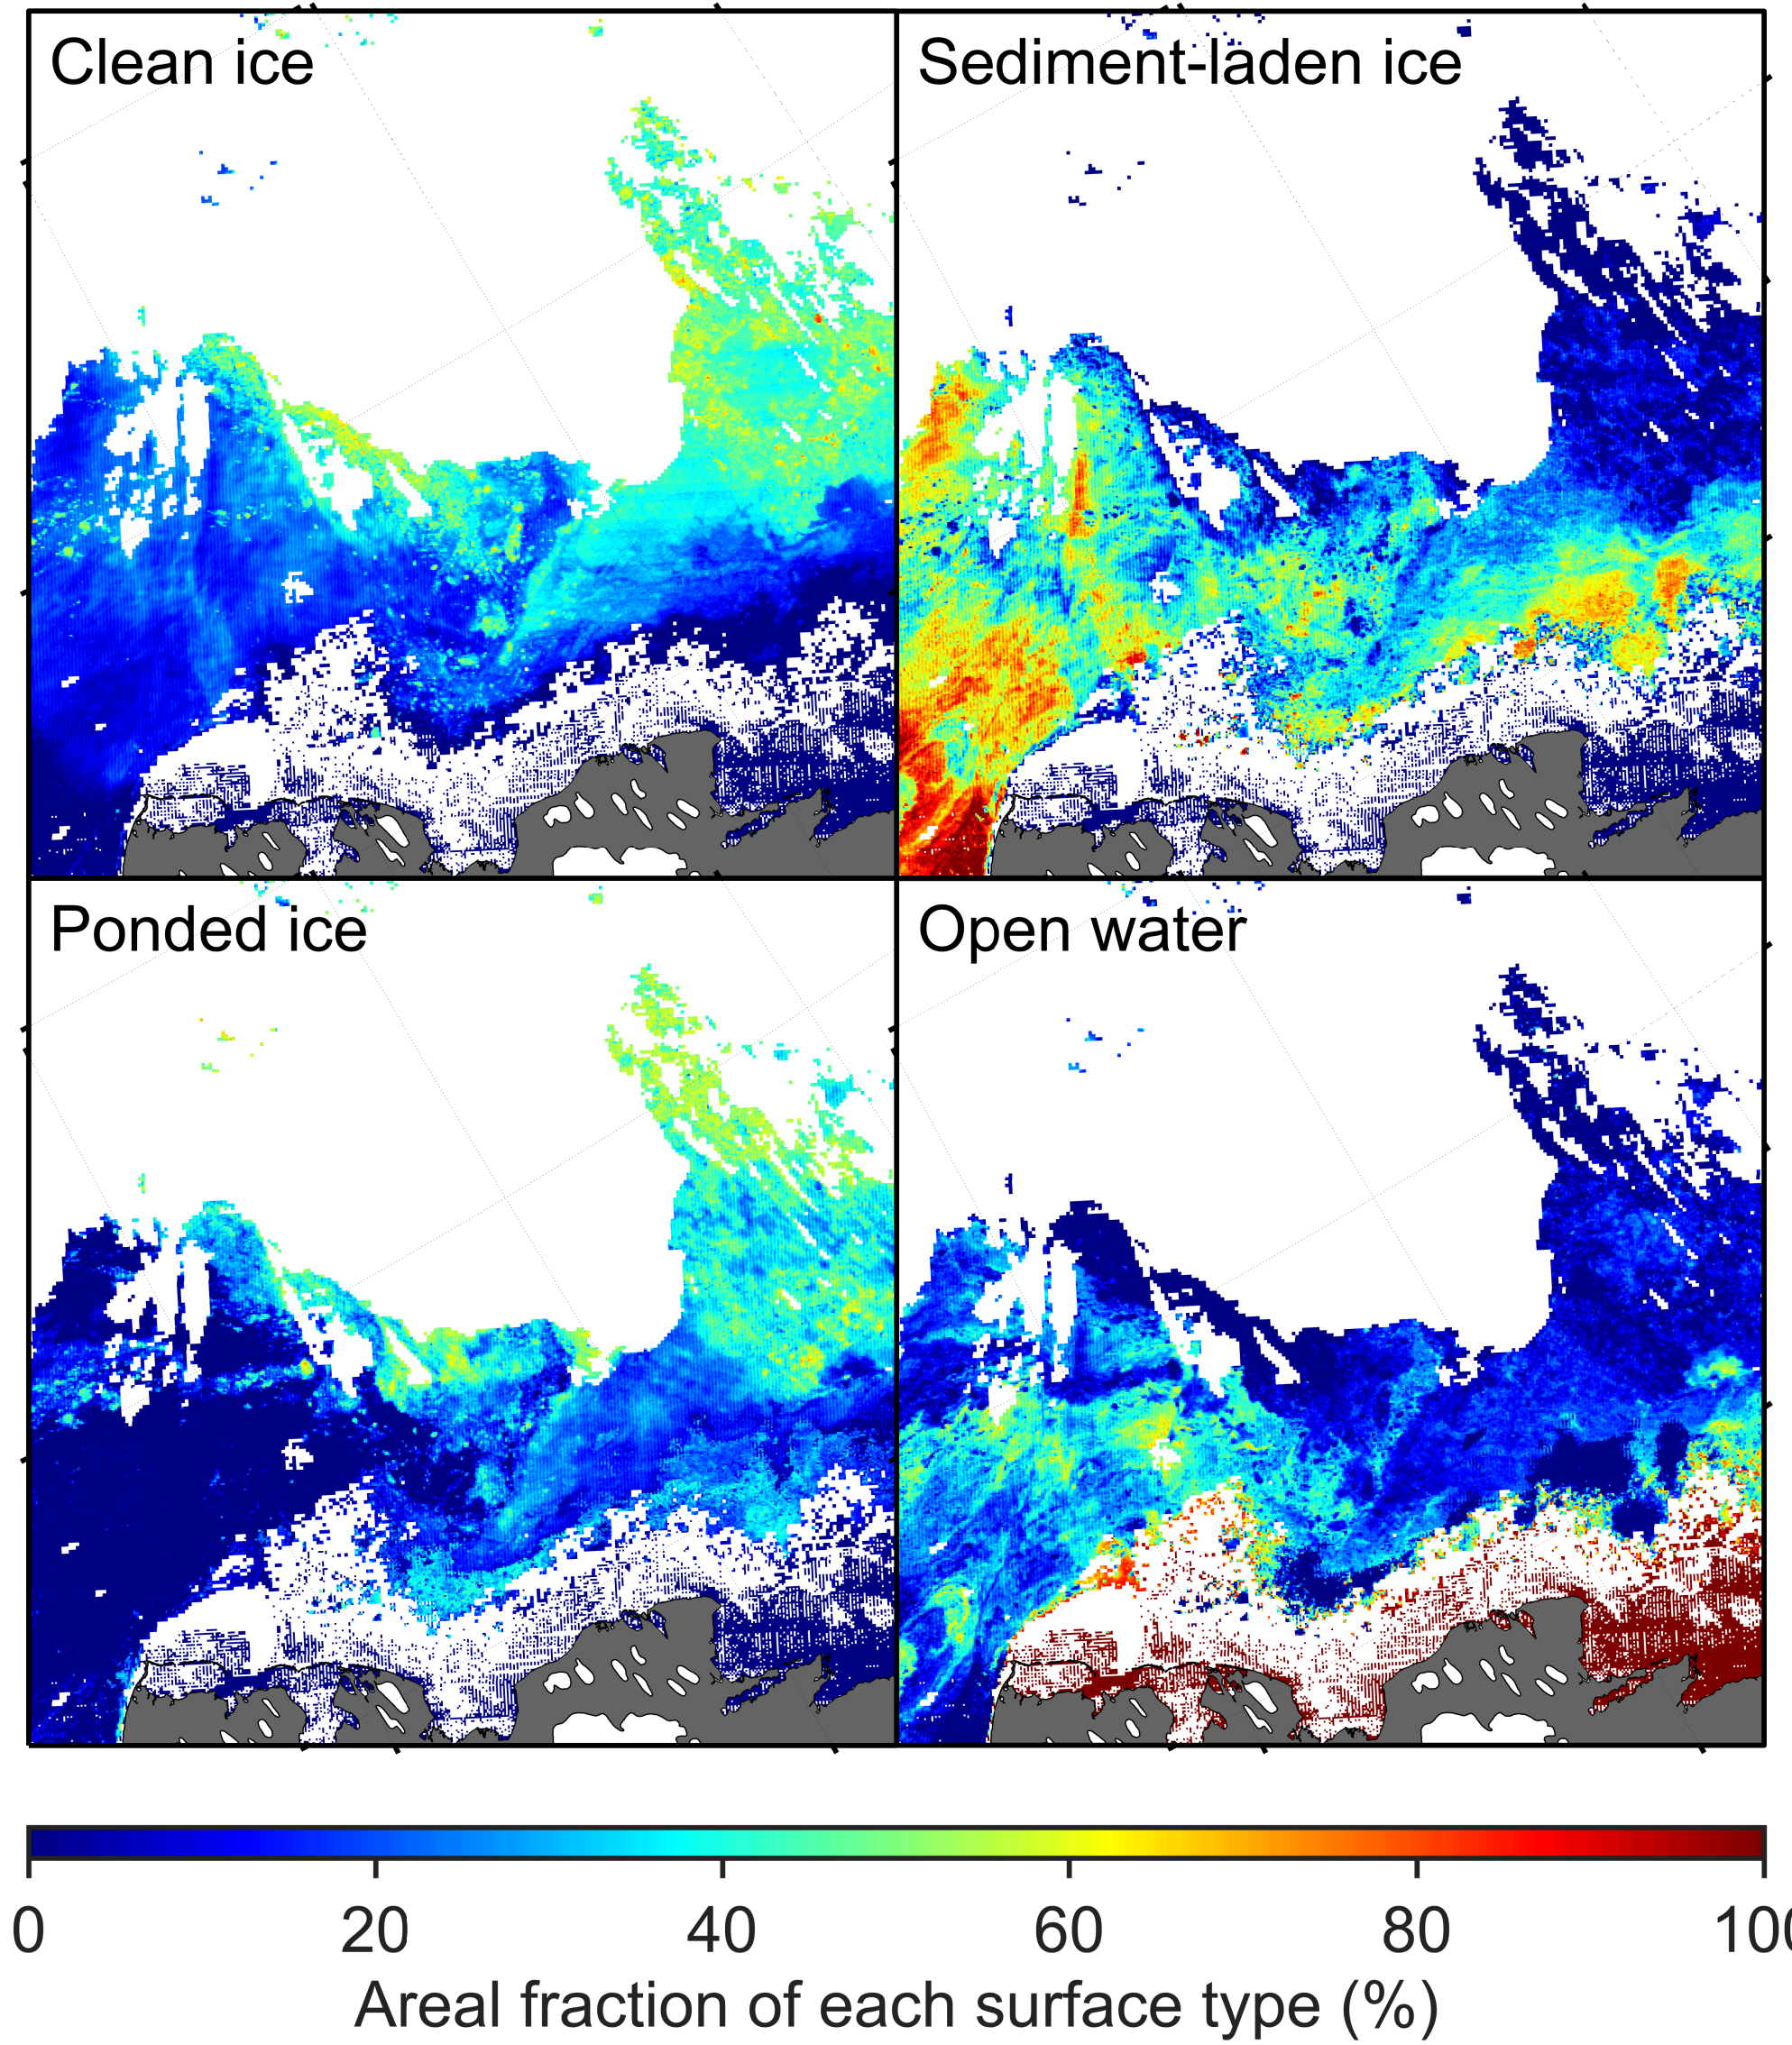 Clean ice
Sediment-laden ice
Ponded ice
Open water
0 20 40 60 80 100
Areal fraction of each surface type (%)